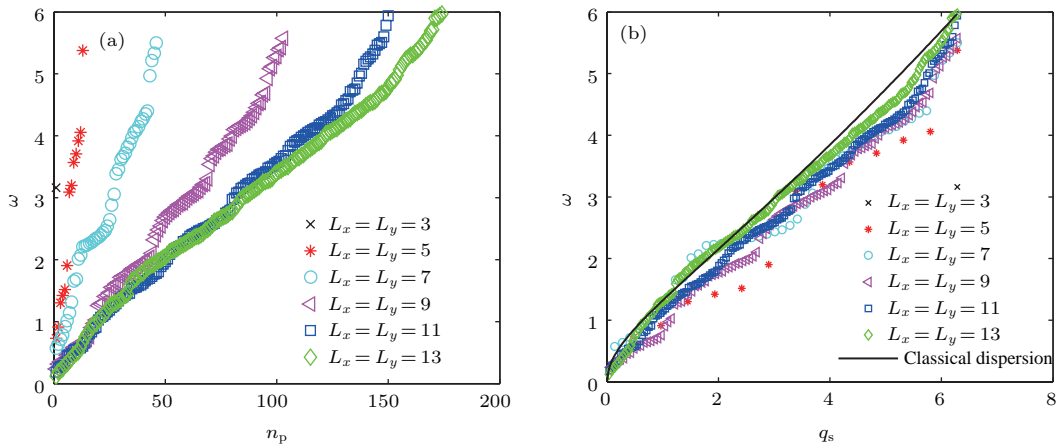 (a)
6
5
4
3
2
1
0
ω
0 50 100 150 200
n_p
L_x = L_y = 3
L_x = L_y = 5
L_x = L_y = 7
L_x = L_y = 9
L_x = L_y = 11
L_x = L_y = 13
(b)
6
5
4
3
2
1
0
ω
0 2 4 6 8
q_s
L_x = L_y = 3
L_x = L_y = 5
L_x = L_y = 7
L_x = L_y = 9
L_x = L_y = 11
L_x = L_y = 13
Classical dispersion